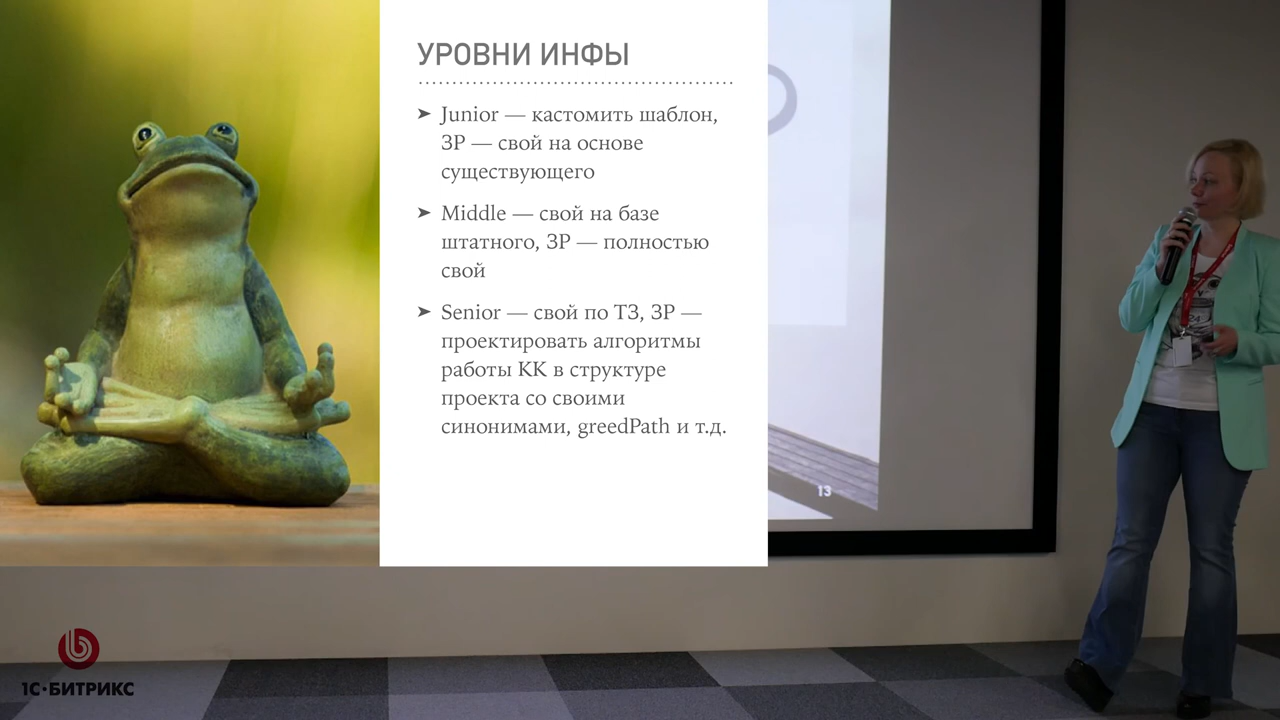 УРОВНИ ИНФЫ
➤ Junior — кастомить шаблон,
ЗР — свой на основе
существующего
➤ Middle — свой на базе
штатного, ЗР — полностью
свой
➤ Senior — свой по ТЗ, ЗР —
проектировать алгоритмы
работы КК в структуре
проекта со своими
синонимами, greedPath и т.д.
13
1С·БИТРИКС